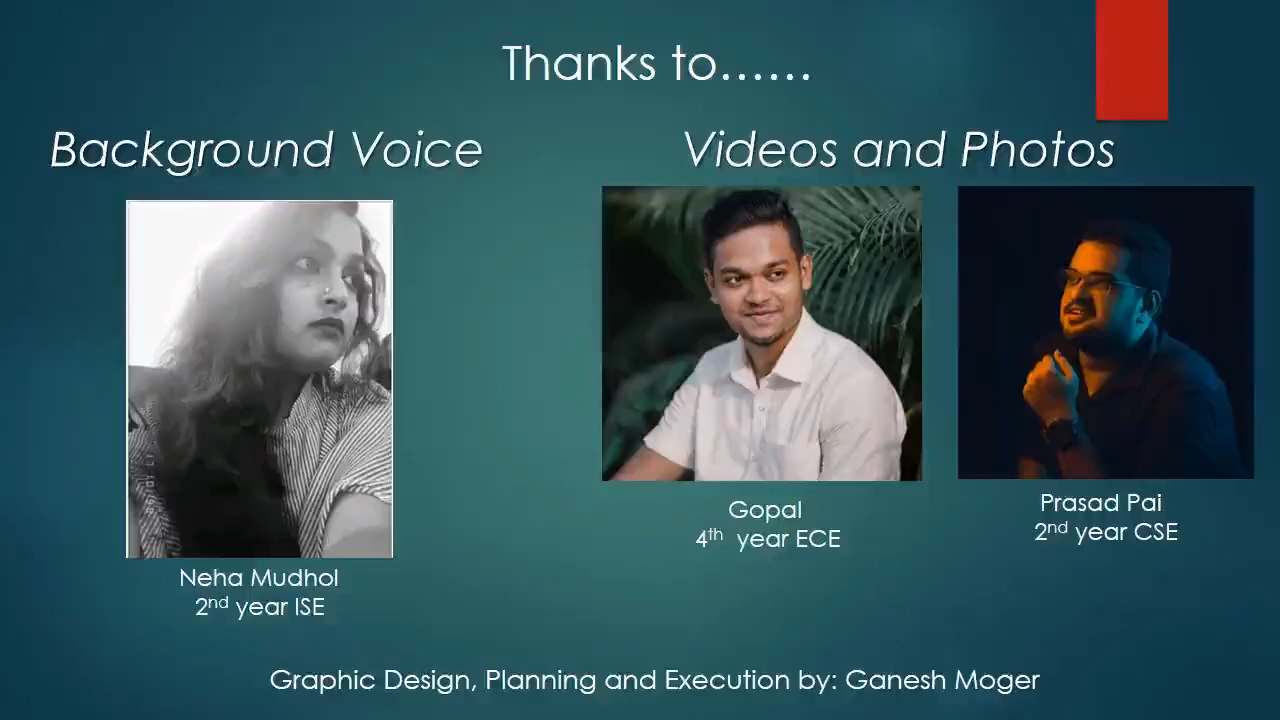 Thanks to......
Background Voice
Videos and Photos
Neha Mudhol
2nd year ISE
Gopal
4th year ECE
Prasad Pai
2nd year CSE
Graphic Design, Planning and Execution by: Ganesh Moger